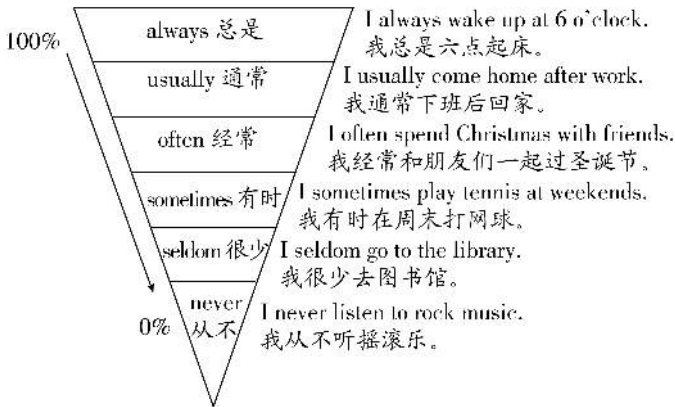 100%
always 总是
I always wake up at 6 o'clock.
我总是六点起床。
usually 通常
I usually come home after work.
我通常下班后回家。
often 经常
I often spend Christmas with friends.
我经常和朋友们一起过圣诞节。
sometimes 有时
I sometimes play tennis at weekends.
我有时在周末打网球。
seldom 很少
I seldom go to the library.
我很少去图书馆。
0%
never
从不
I never listen to rock music.
我从不听摇滚乐。